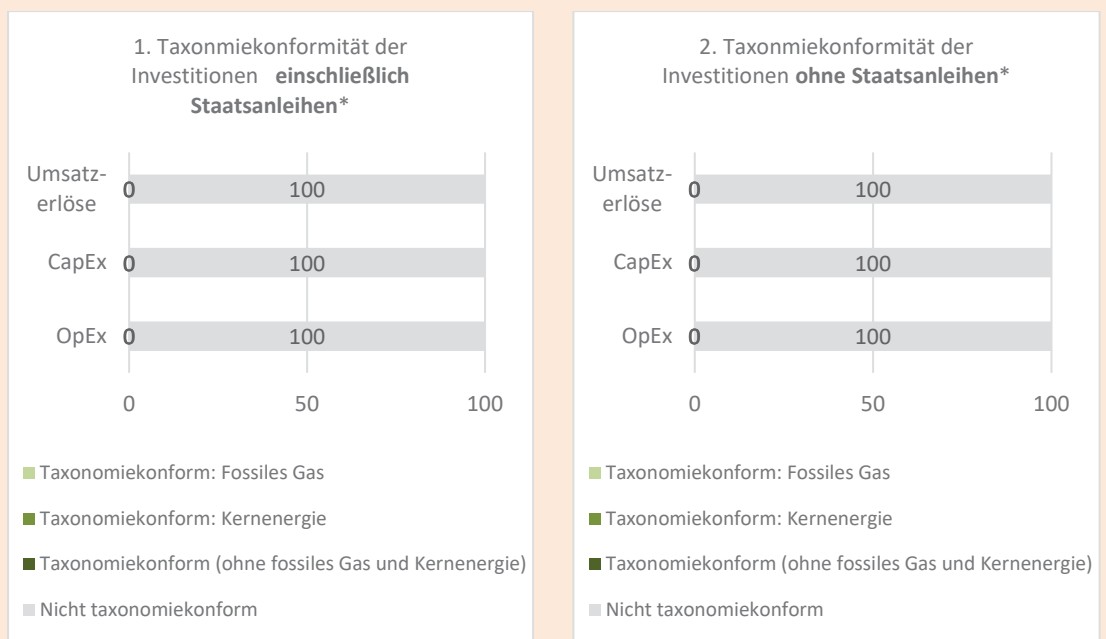 1. Taxonmiekonformität der
Investitionen einschließlich
Staatsanleihen*
Umsatz-
erlöse
0
100
CapEx
0
100
OpEx
0
100
0
50
100
Taxonomiekonform: Fossiles Gas
Taxonomiekonform: Kernenergie
Taxonomiekonform (ohne fossiles Gas und Kernenergie)
Nicht taxonomiekonform
2. Taxonmiekonformität der
Investitionen ohne Staatsanleihen*
Umsatz-
erlöse
0
100
CapEx
0
100
OpEx
0
100
0
50
100
Taxonomiekonform: Fossiles Gas
Taxonomiekonform: Kernenergie
Taxonomiekonform (ohne fossiles Gas und Kernenergie)
Nicht taxonomiekonform